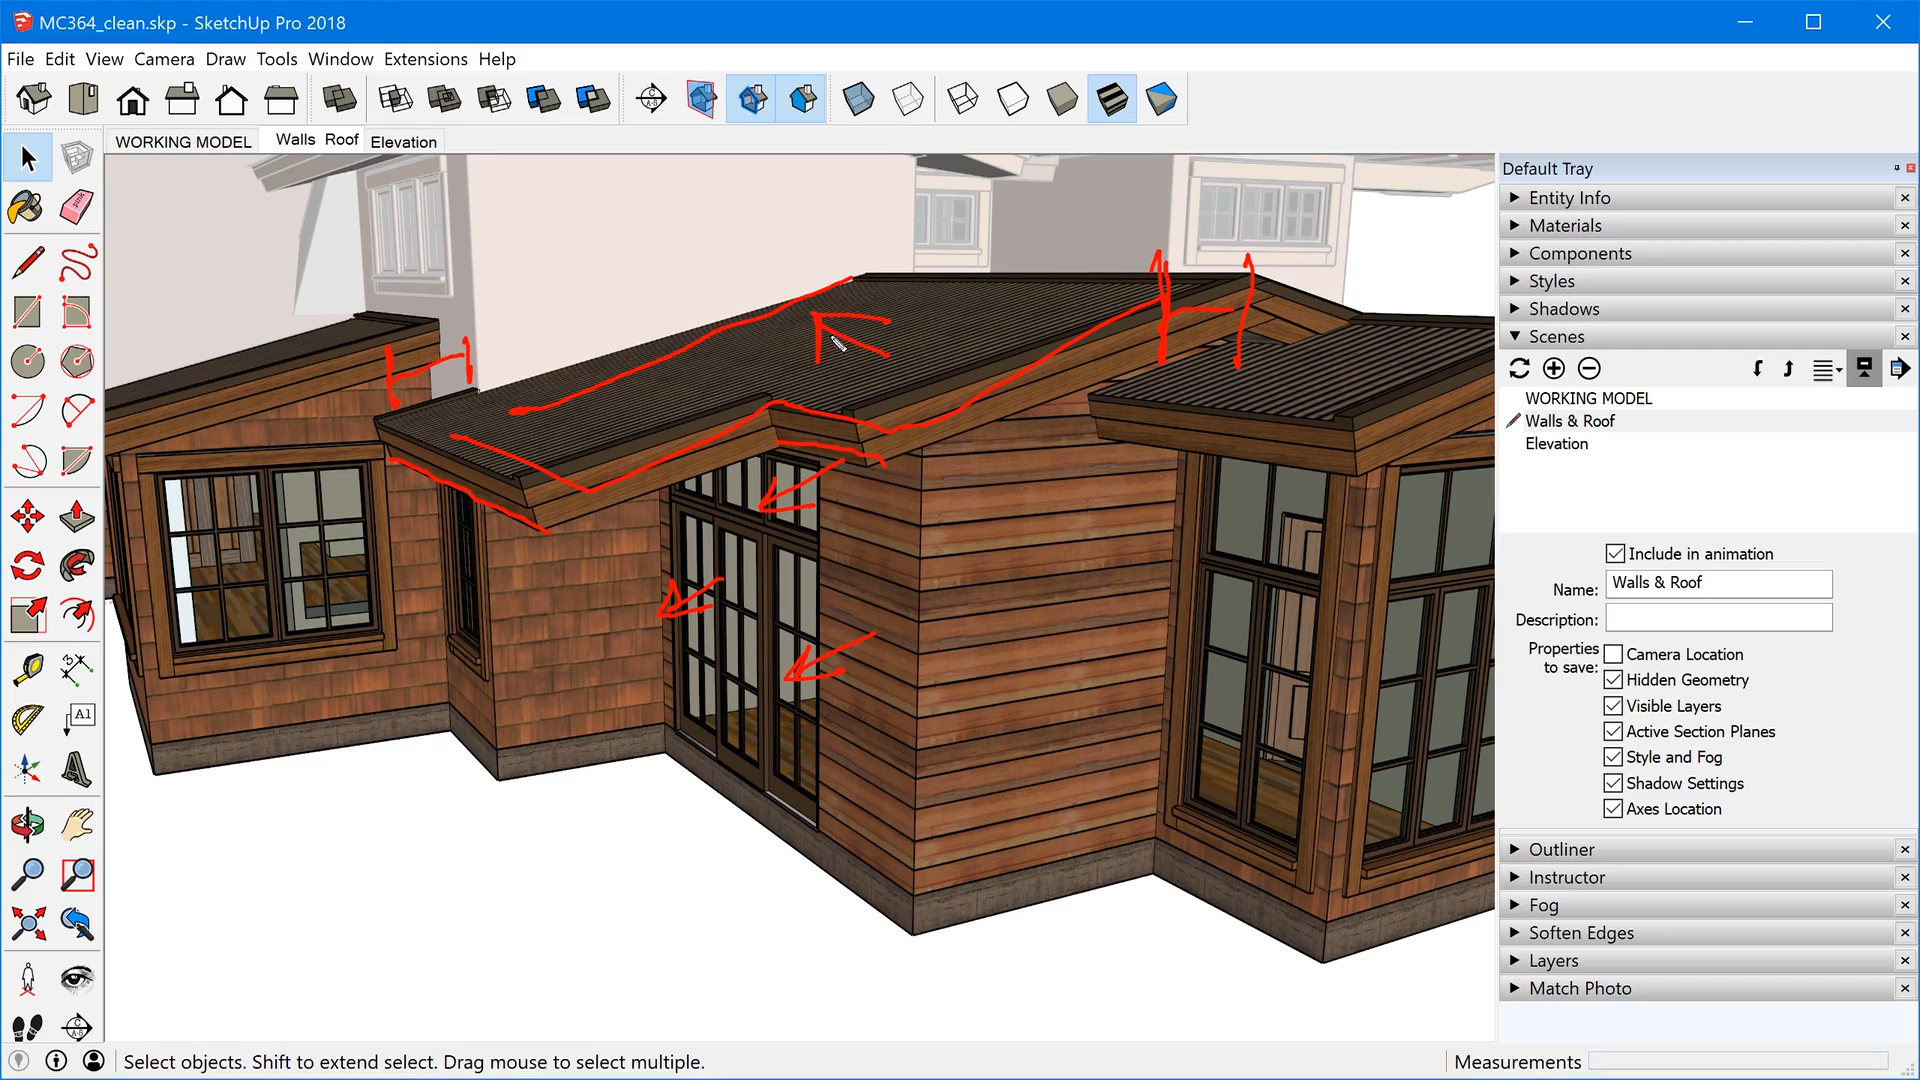 MC364_clean.skp - SketchUp Pro 2018
File Edit View Camera Draw Tools Window Extensions Help
WORKING MODEL Walls Roof Elevation
Default Tray
Entity Info
Materials
Components
Styles
Shadows
Scenes
WORKING MODEL
Walls & Roof
Elevation
Include in animation
Name: Walls & Roof
Description:
Properties to save:
Camera Location
Hidden Geometry
Visible Layers
Active Section Planes
Style and Fog
Shadow Settings
Axes Location
Outliner
Instructor
Fog
Soften Edges
Layers
Match Photo
A1
Select objects. Shift to extend select. Drag mouse to select multiple.
Measurements